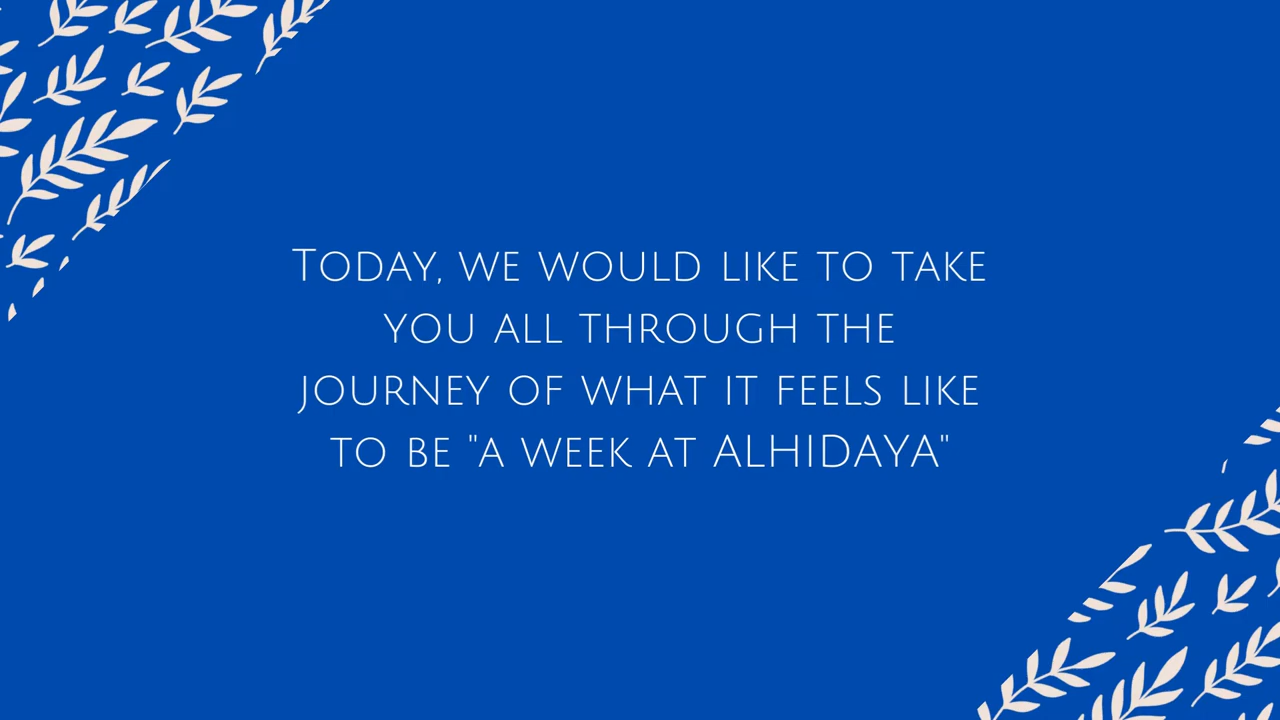 Today, we would like to take
you all through the
journey of what it feels like
to be "a week at ALHIDAYA"